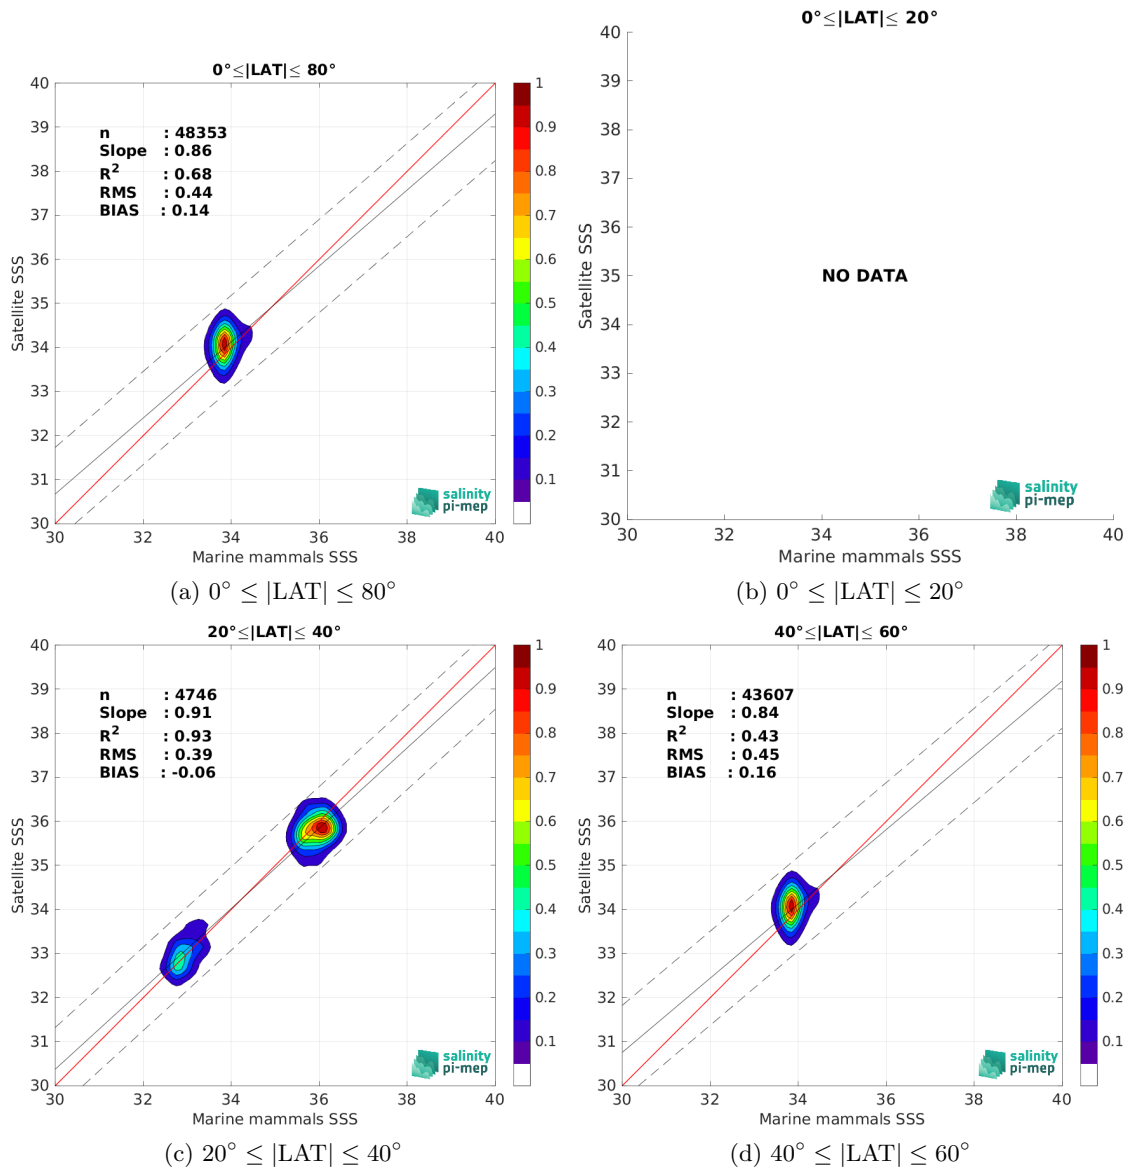 0°≤|LAT|≤ 80°
40
39
38
37
36
35
34
33
32
31
30
30
32
34
36
38
40
Satellite SSS
Marine mammals SSS
n : 48353
Slope : 0.86
R² : 0.68
RMS : 0.44
BIAS : 0.14
1
0.9
0.8
0.7
0.6
0.5
0.4
0.3
0.2
0.1
salinity
pi-mep
(a) 0° ≤ |LAT| ≤ 80°
0°≤|LAT|≤ 20°
40
39
38
37
36
35
34
33
32
31
30
30
32
34
36
38
40
Satellite SSS
Marine mammals SSS
NO DATA
salinity
pi-mep
(b) 0° ≤ |LAT| ≤ 20°
20°≤|LAT|≤ 40°
40
39
38
37
36
35
34
33
32
31
30
30
32
34
36
38
40
Satellite SSS
Marine mammals SSS
n : 4746
Slope : 0.91
R² : 0.93
RMS : 0.39
BIAS : -0.06
1
0.9
0.8
0.7
0.6
0.5
0.4
0.3
0.2
0.1
salinity
pi-mep
(c) 20° ≤ |LAT| ≤ 40°
40°≤|LAT|≤ 60°
40
39
38
37
36
35
34
33
32
31
30
30
32
34
36
38
40
Satellite SSS
Marine mammals SSS
n : 43607
Slope : 0.84
R² : 0.43
RMS : 0.45
BIAS : 0.16
1
0.9
0.8
0.7
0.6
0.5
0.4
0.3
0.2
0.1
salinity
pi-mep
(d) 40° ≤ |LAT| ≤ 60°